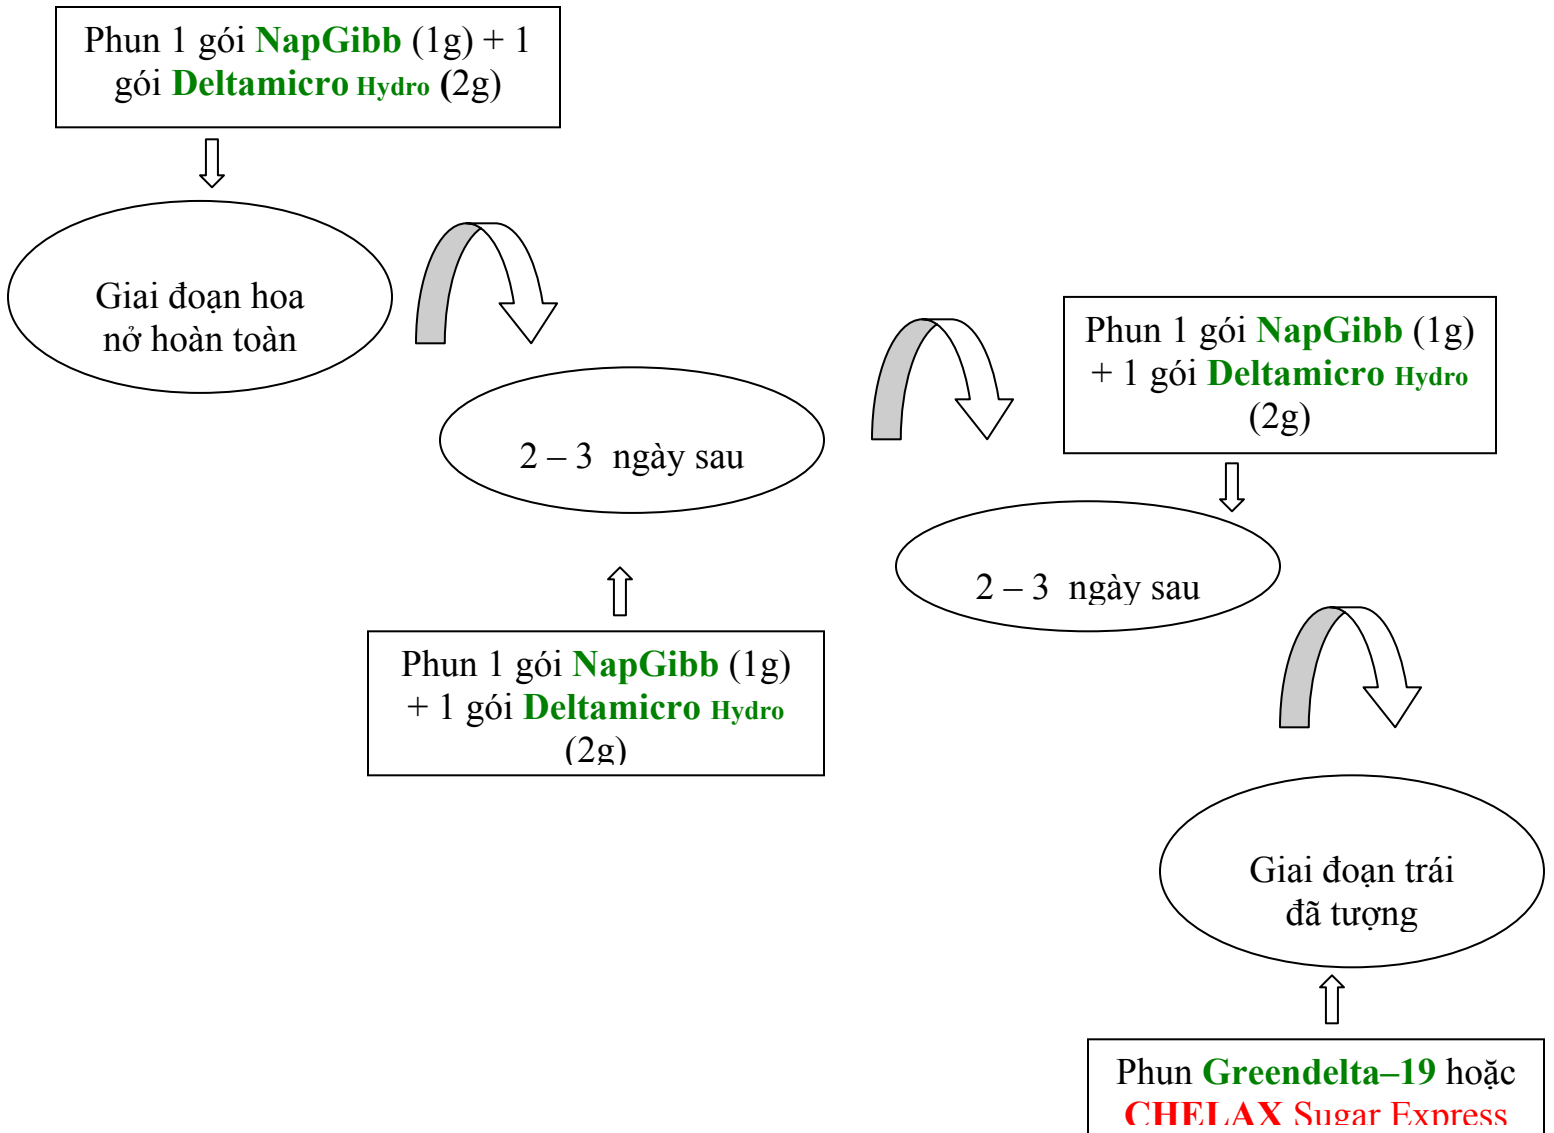 Phun 1 gói NapGibb (1g) + 1
gói Deltamicro Hydro (2g)
Giai đoạn hoa
nở hoàn toàn
2 – 3 ngày sau
Phun 1 gói NapGibb (1g)
+ 1 gói Deltamicro Hydro
(2g)
Phun 1 gói NapGibb (1g)
+ 1 gói Deltamicro Hydro
(2g)
2 – 3 ngày sau
Giai đoạn trái
đã tượng
Phun Greendelta–19 hoặc
CHELAX Sugar Express